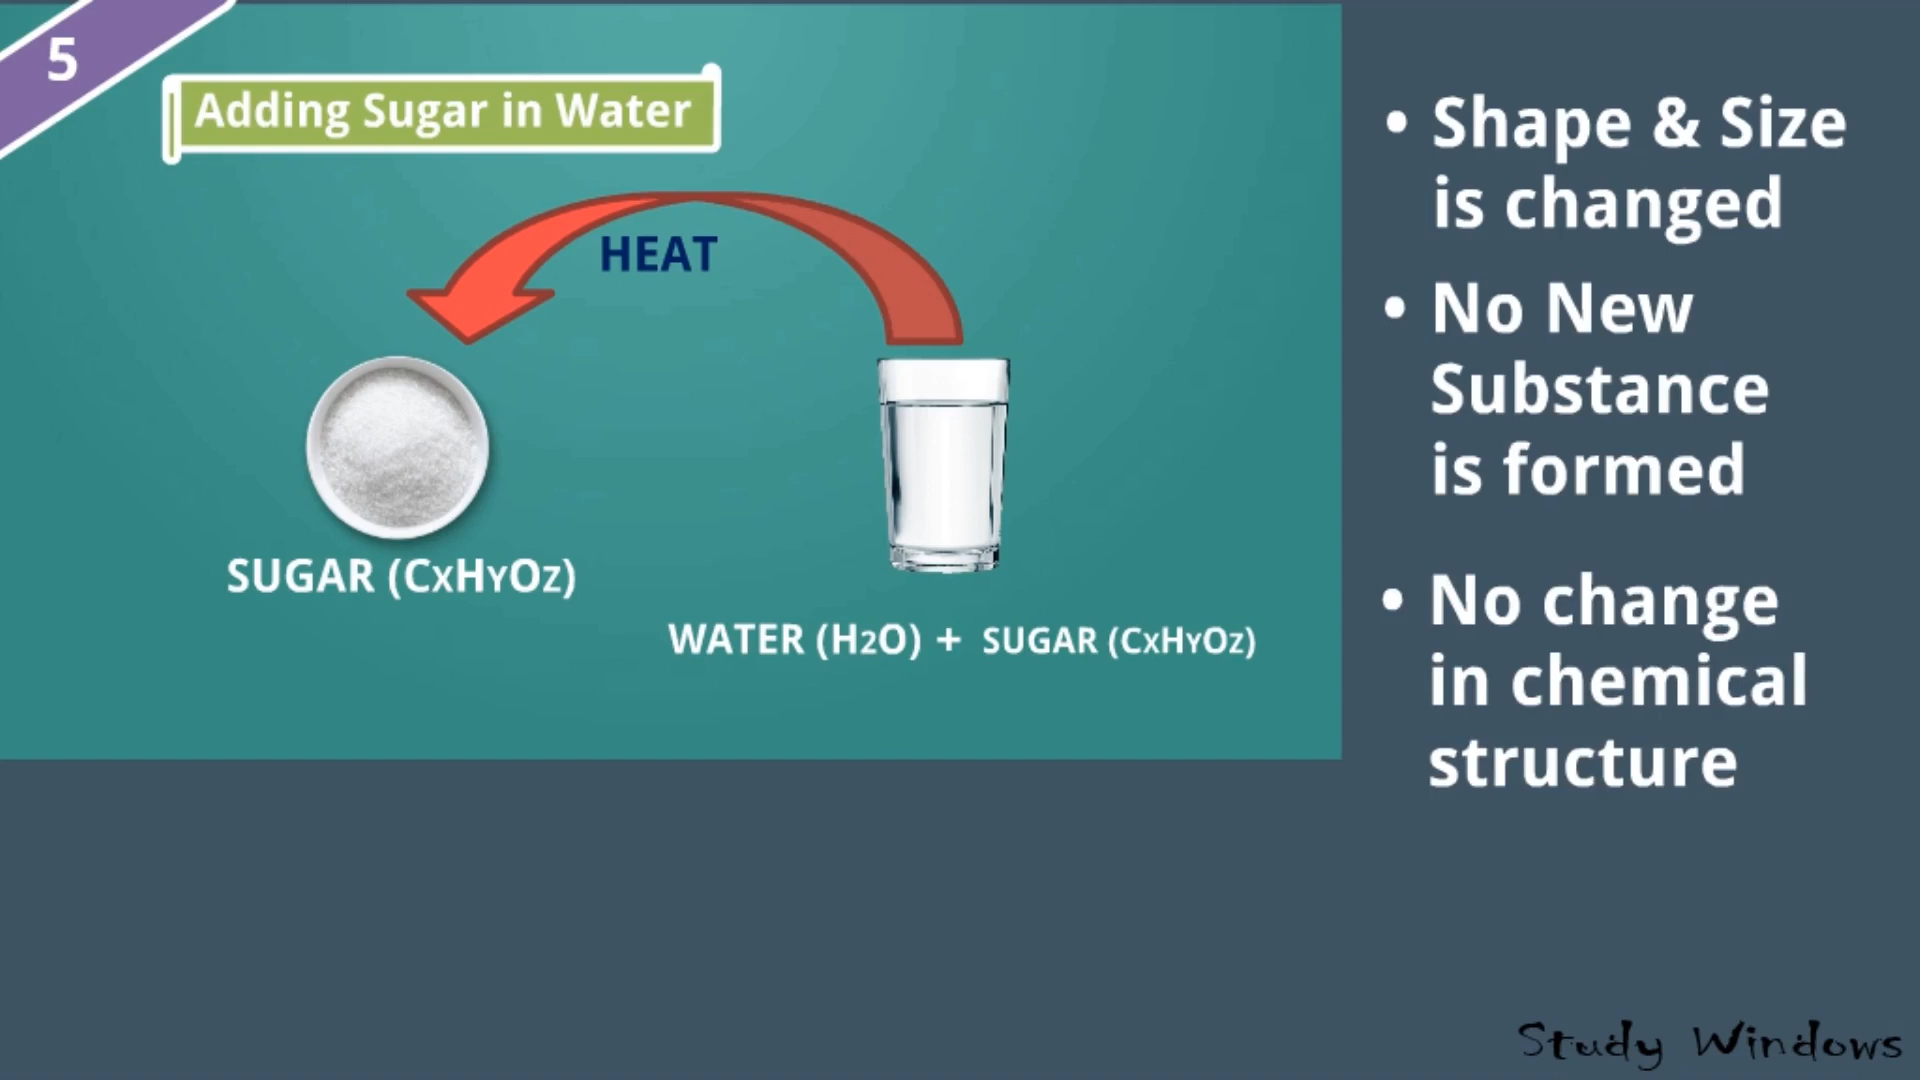 5
Adding Sugar in Water
HEAT
SUGAR (CXHYOZ)
WATER (H2O) + SUGAR (CXHYOZ)
• Shape & Size
is changed
• No New
Substance
is formed
• No change
in chemical
structure
Study Windows